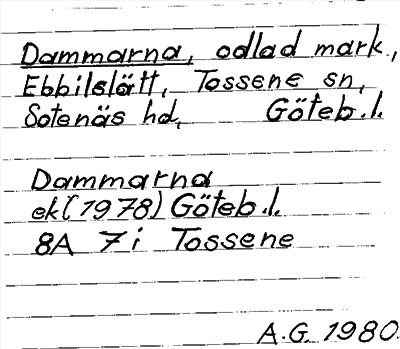 Dammarna, odlad mark,
Ebbilslätt, Tossene sn,
Sotenäs hd, Göteb.l.
Dammarna
ek (1978) Göteb.l.
8A 7i Tossene
A.G. 1980.